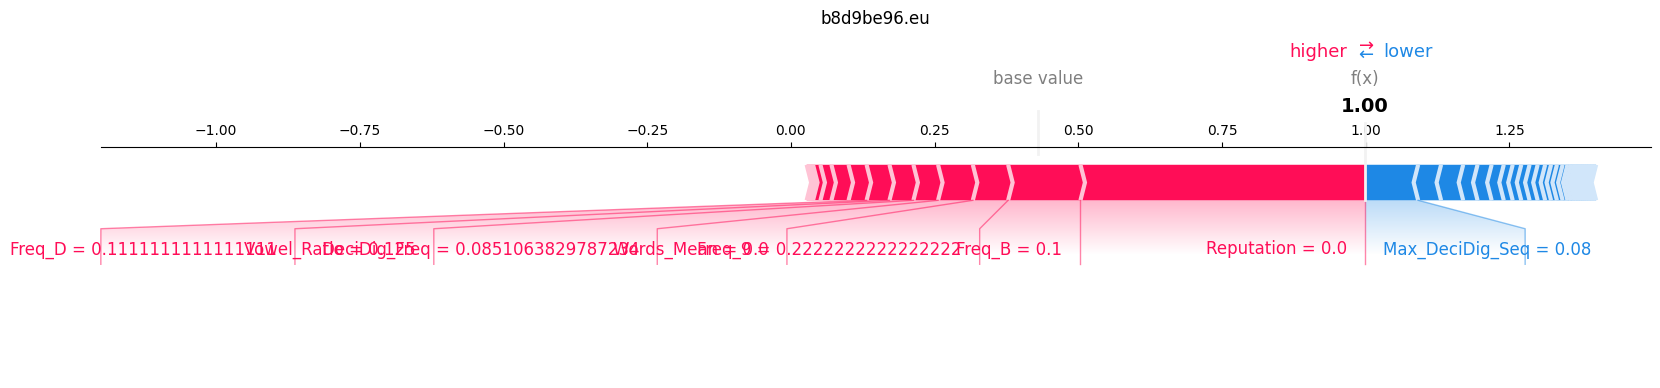 b8d9be96.eu
higher ⇄ lower
base value f(x)
1.00
−1.00 −0.75 −0.50 −0.25 0.00 0.25 0.50 0.75 1.00 1.25
Freq_D = 0.1111111111111111 Vowel_Ratio = 0.125 DeciDig_Freq = 0.0851063829787234 Words_Mean = 9.0 Freq_9 = 0.2222222222222222 Freq_B = 0.1 Reputation = 0.0 Max_DeciDig_Seq = 0.08